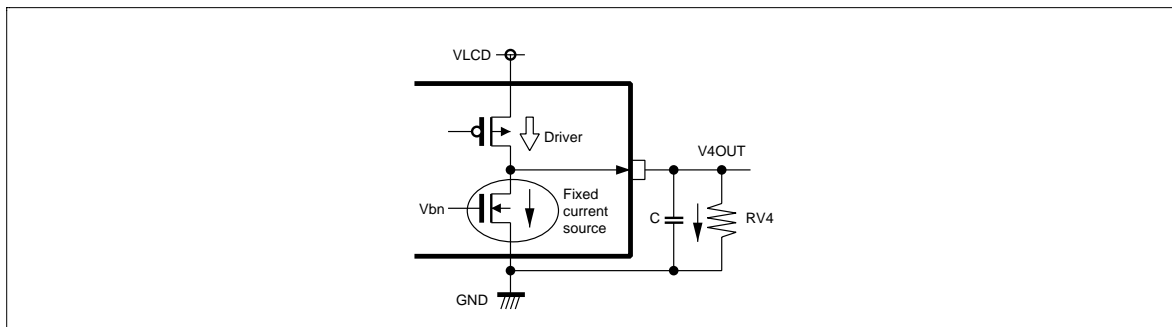 VLCD
Driver
V4OUT
Vbn
Fixed
current
source
C
RV4
GND